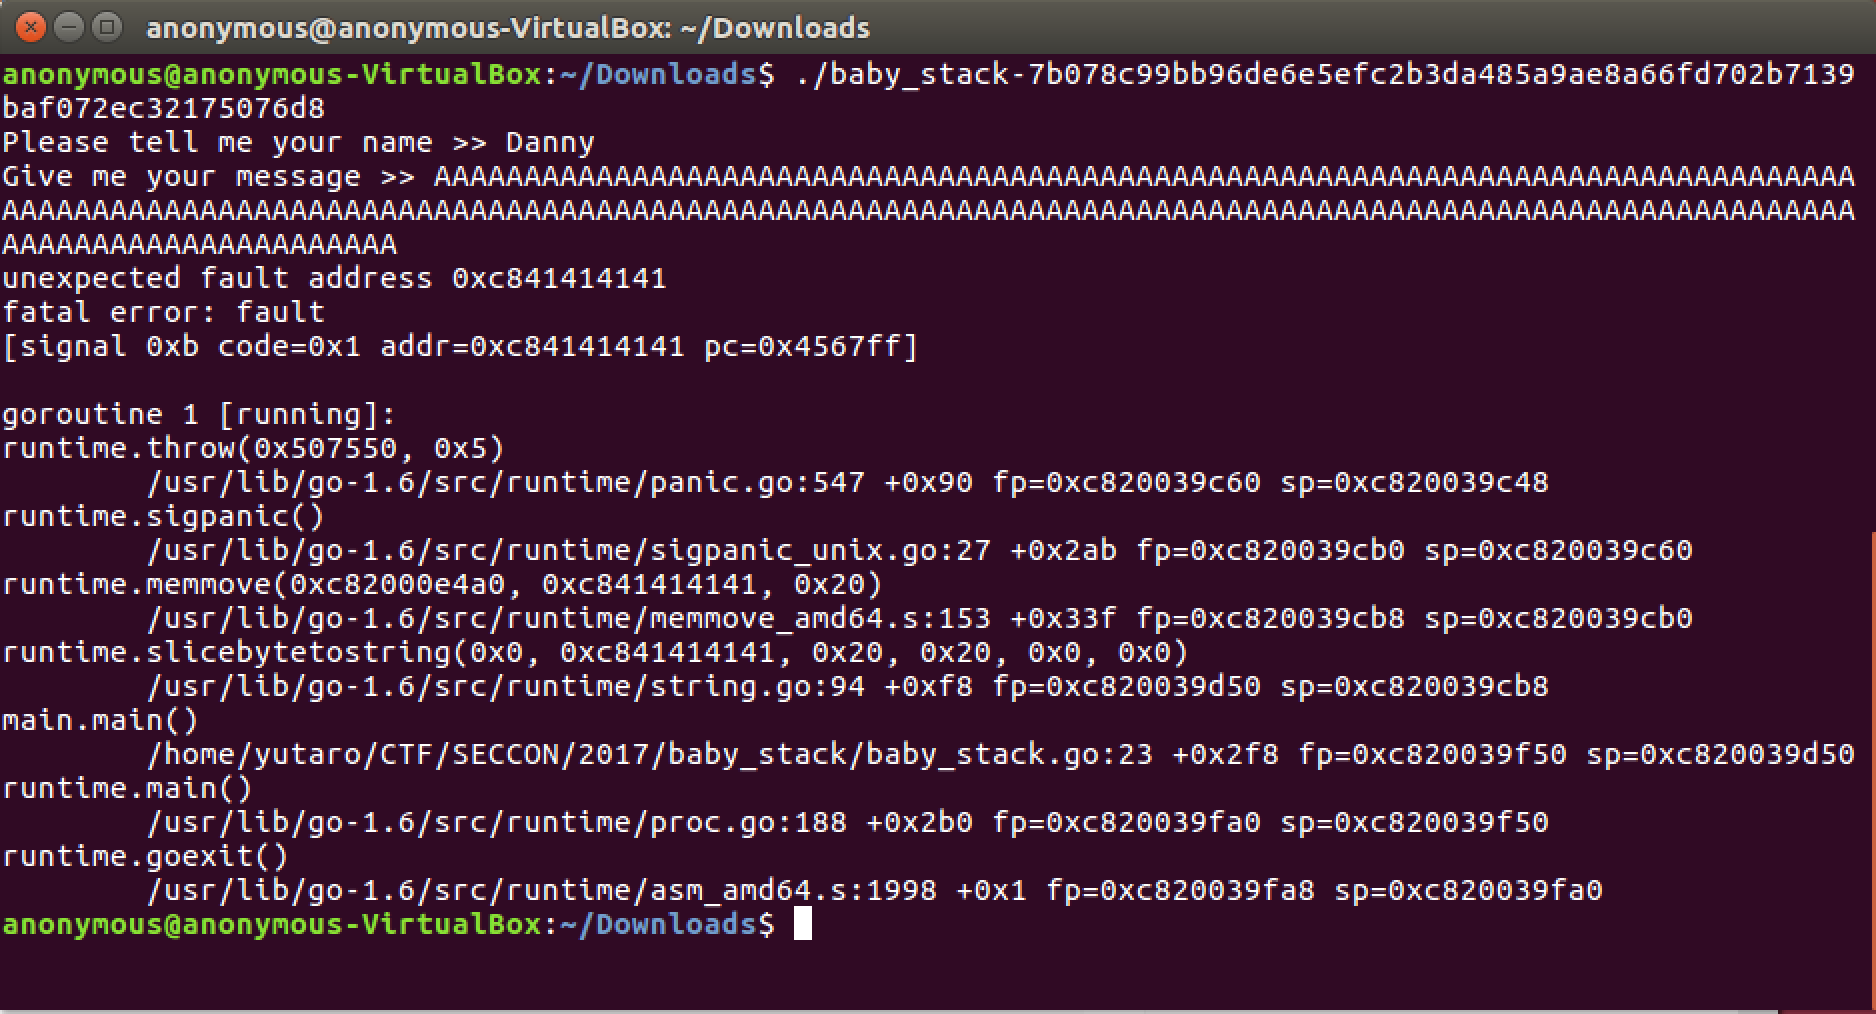 anonymous@anonymous-VirtualBox: ~/Downloads
anonymous@anonymous-VirtualBox:~/Downloads$ ./baby_stack-7b078c99bb96de6e5efc2b3da485a9ae8a66fd702b7139
baf072ec32175076d8
Please tell me your name >> Danny
Give me your message >> AAAAAAAAAAAAAAAAAAAAAAAAAAAAAAAAAAAAAAAAAAAAAAAAAAAAAAAAAAAAAAAAAAAAAAAAAAAAAAA
AAAAAAAAAAAAAAAAAAAAAAAAAAAAAAAAAAAAAAAAAAAAAAAAAAAAAAAAAAAAAAAAAAAAAAAAAAAAAAAAAAAAAAAAAAAAAAAAAAAAAAA
AAAAAAAAAAAAAAAAAAAAAA
unexpected fault address 0xc841414141
fatal error: fault
[signal 0xb code=0x1 addr=0xc841414141 pc=0x4567ff]
goroutine 1 [running]:
runtime.throw(0x507550, 0x5)
/usr/lib/go-1.6/src/runtime/panic.go:547 +0x90 fp=0xc820039c60 sp=0xc820039c48
runtime.sigpanic()
/usr/lib/go-1.6/src/runtime/sigpanic_unix.go:27 +0x2ab fp=0xc820039cb0 sp=0xc820039c60
runtime.memmove(0xc82000e4a0, 0xc841414141, 0x20)
/usr/lib/go-1.6/src/runtime/memmove_amd64.s:153 +0x33f fp=0xc820039cb8 sp=0xc820039cb0
runtime.slicebytetostring(0x0, 0xc841414141, 0x20, 0x20, 0x0, 0x0)
/usr/lib/go-1.6/src/runtime/string.go:94 +0xf8 fp=0xc820039d50 sp=0xc820039cb8
main.main()
/home/yutaro/CTF/SECCON/2017/baby_stack/baby_stack.go:23 +0x2f8 fp=0xc820039f50 sp=0xc820039d50
runtime.main()
/usr/lib/go-1.6/src/runtime/proc.go:188 +0x2b0 fp=0xc820039fa0 sp=0xc820039f50
runtime.goexit()
/usr/lib/go-1.6/src/runtime/asm_amd64.s:1998 +0x1 fp=0xc820039fa8 sp=0xc820039fa0
anonymous@anonymous-VirtualBox:~/Downloads$